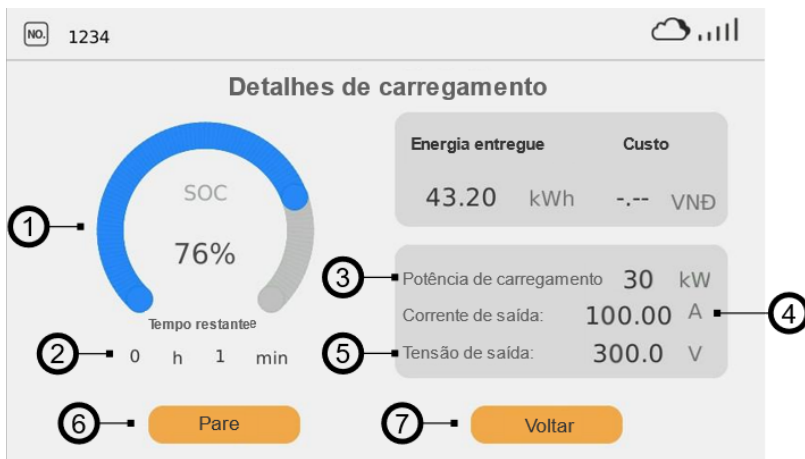 NO. 1234
Detalhes de carregamento
Energia entregue Custo
43.20 kWh -.-- VNĐ
SOC
76%
1
Tempo restantee
2 0 h 1 min
3 Potência de carregamento 30 kW
Corrente de saída: 100.00 A 4
5 Tensão de saída: 300.0 V
6 Pare
7 Voltar